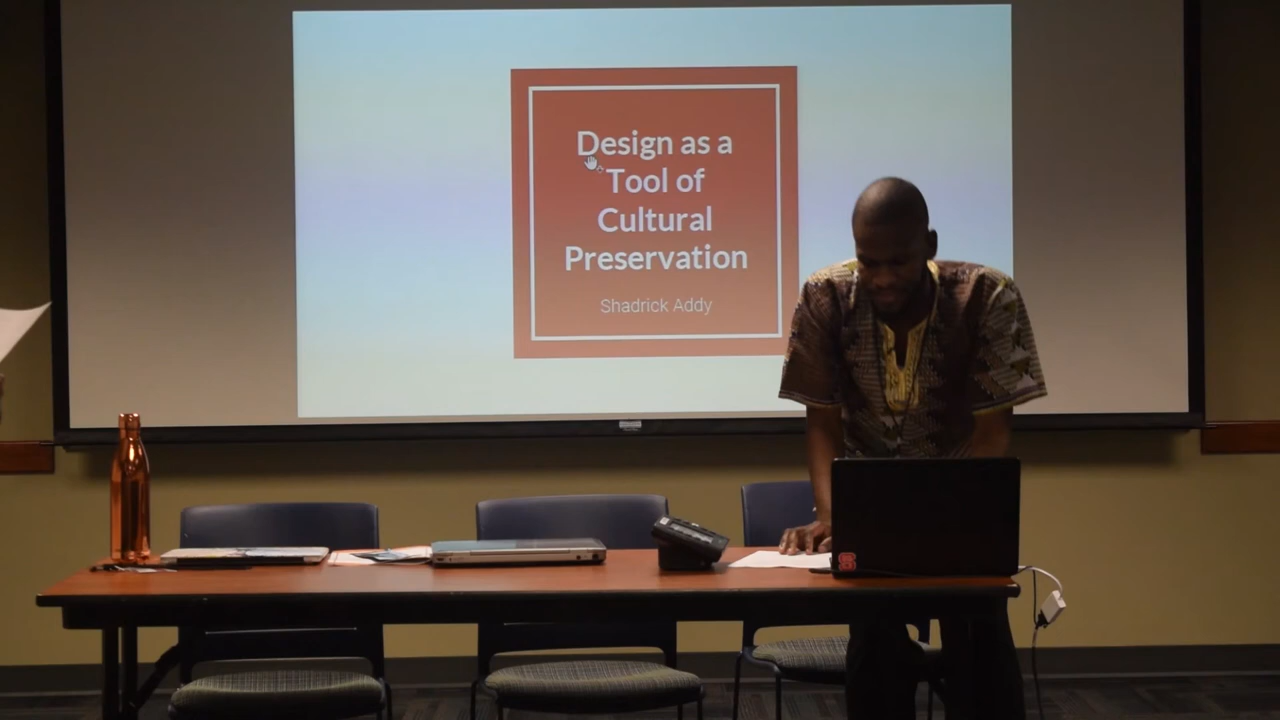 Design as a
Tool of
Cultural
Preservation
Shadrick Addy